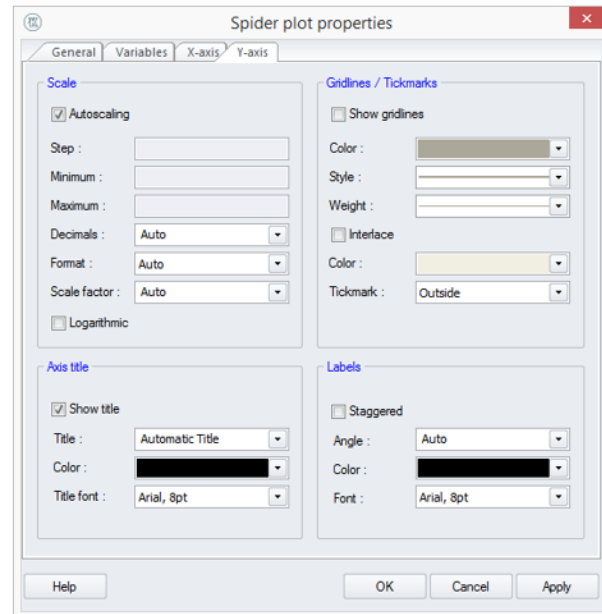 Spider plot properties
General Variables X-axis Y-axis
Scale
Autoscaling
Step :
Minimum :
Maximum :
Decimals : Auto
Format : Auto
Scale factor : Auto
Logarithmic
Gridlines / Tickmarks
Show gridlines
Color :
Style :
Weight :
Interlace
Color :
Tickmark : Outside
Axis title
Show title
Title : Automatic Title
Color :
Title font : Arial, 8pt
Labels
Staggered
Angle : Auto
Color :
Font : Arial, 8pt
Help OK Cancel Apply